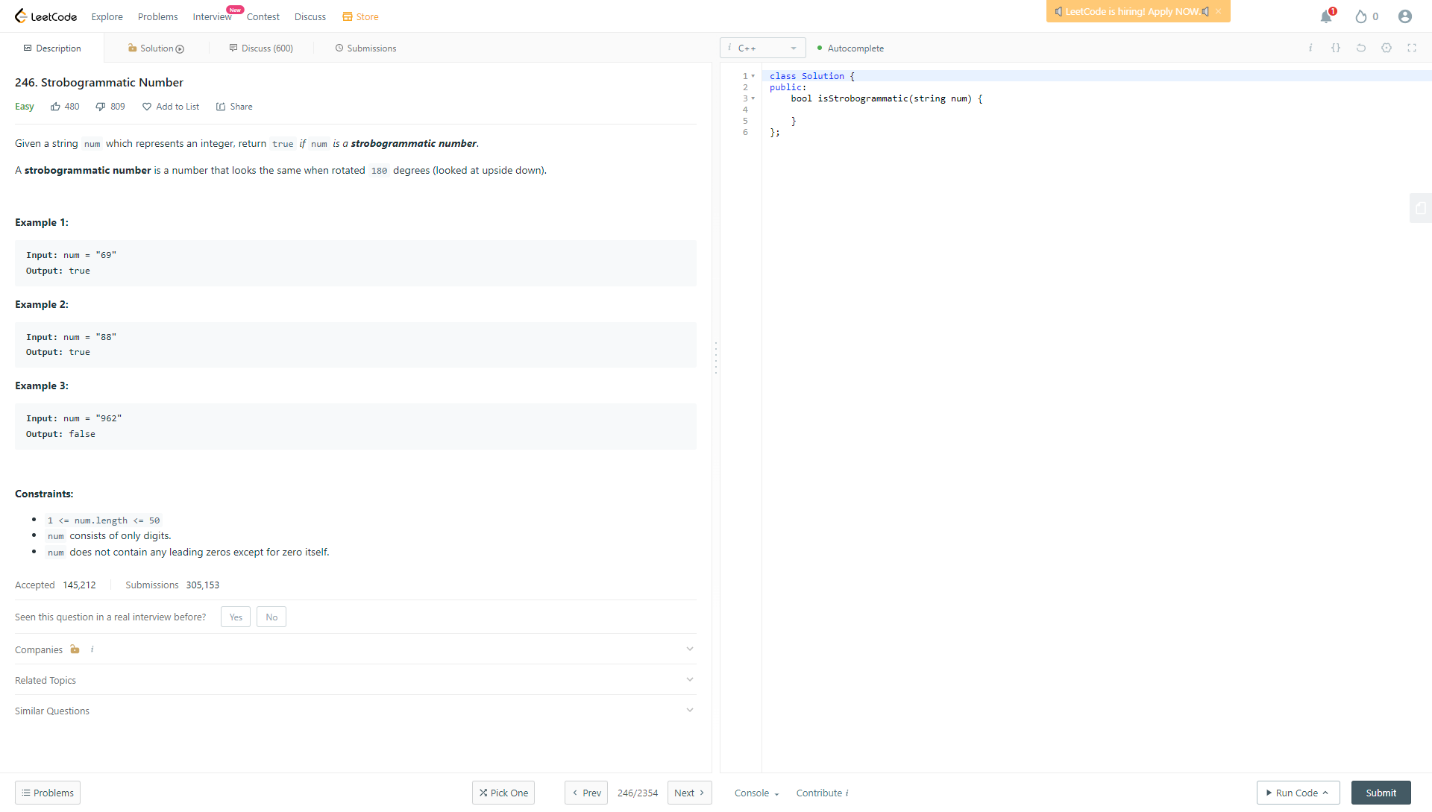 LeetCode Explore Problems Interview New Contest Discuss Store LeetCode is hiring! Apply NOW. 1 0
Description Solution Discuss (600) Submissions
246. Strobogrammatic Number
Easy 480 809 Add to List Share
Given a string num which represents an integer, return true if num is a strobogrammatic number.
A strobogrammatic number is a number that looks the same when rotated 180 degrees (looked at upside down).
Example 1:
Input: num = "69"
Output: true
Example 2:
Input: num = "88"
Output: true
Example 3:
Input: num = "962"
Output: false
Constraints:
1 <= num.length <= 50
num consists of only digits.
num does not contain any leading zeros except for zero itself.
Accepted 145,212 Submissions 305,153
Seen this question in a real interview before? Yes No
Companies i
Related Topics
Similar Questions
Problems Pick One Prev 246/2354 Next
i C++ Autocomplete i {}
1 class Solution {
2 public:
3 bool isStrobogrammatic(string num) {
4
5 }
6 };
Console Contribute i Run Code Submit